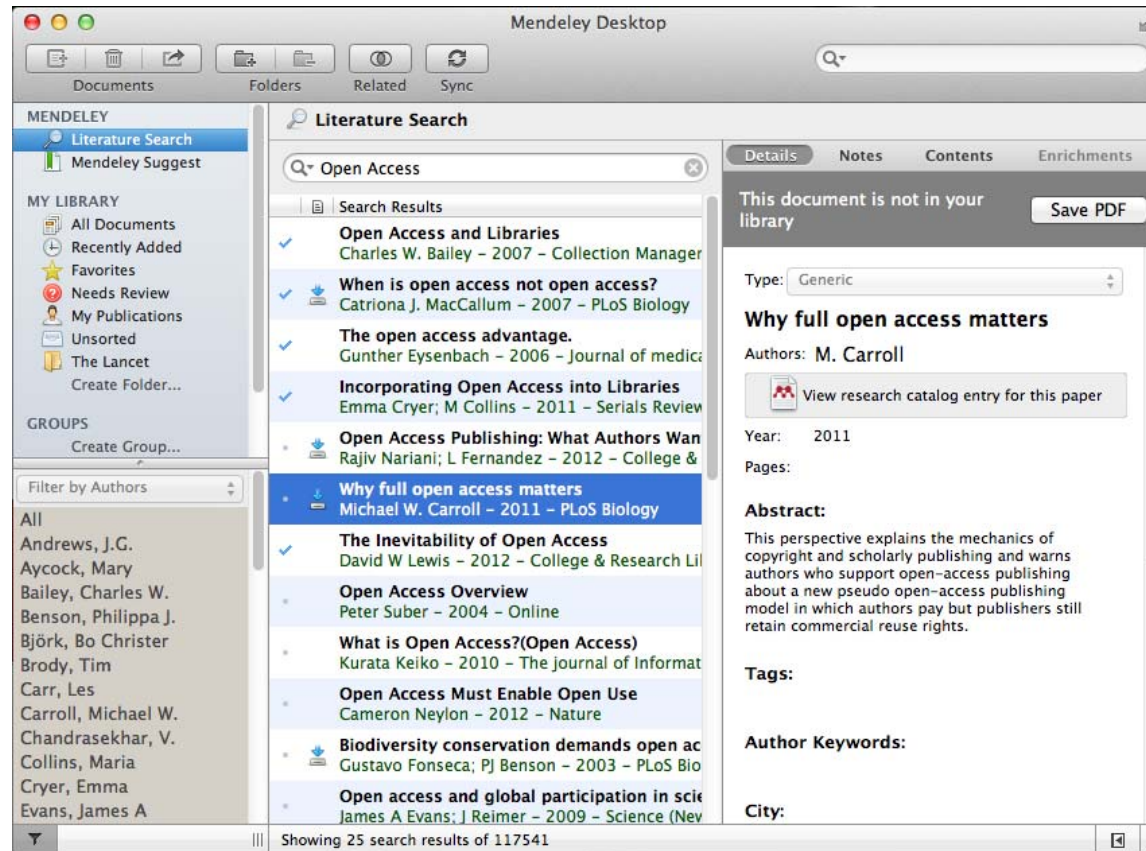 Mendeley Desktop
Documents
Folders
Related
Sync
MENDELEY
Literature Search
Mendeley Suggest
MY LIBRARY
All Documents
Recently Added
Favorites
Needs Review
My Publications
Unsorted
The Lancet
Create Folder...
GROUPS
Create Group...
Filter by Authors
All
Andrews, J.G.
Aycock, Mary
Bailey, Charles W.
Benson, Philippa J.
Björk, Bo Christer
Brody, Tim
Carr, Les
Carroll, Michael W.
Chandrasekhar, V.
Collins, Maria
Cryer, Emma
Evans, James A
Literature Search
Open Access
Search Results
Open Access and Libraries
Charles W. Bailey – 2007 – Collection Manager
When is open access not open access?
Catriona J. MacCallum – 2007 – PLoS Biology
The open access advantage.
Gunther Eysenbach – 2006 – Journal of medica
Incorporating Open Access into Libraries
Emma Cryer; M Collins – 2011 – Serials Review
Open Access Publishing: What Authors Wan
Rajiv Nariani; L Fernandez – 2012 – College &
Why full open access matters
Michael W. Carroll – 2011 – PLoS Biology
The Inevitability of Open Access
David W Lewis – 2012 – College & Research Li
Open Access Overview
Peter Suber – 2004 – Online
What is Open Access?(Open Access)
Kurata Keiko – 2010 – The journal of Informat
Open Access Must Enable Open Use
Cameron Neylon – 2012 – Nature
Biodiversity conservation demands open ac
Gustavo Fonseca; PJ Benson – 2003 – PLoS Bio
Open access and global participation in scie
James A Evans; J Reimer – 2009 – Science (New
Showing 25 search results of 117541
Details Notes Contents Enrichments
This document is not in your
library
Save PDF
Type: Generic
Why full open access matters
Authors: M. Carroll
View research catalog entry for this paper
Year: 2011
Pages:
Abstract:
This perspective explains the mechanics of
copyright and scholarly publishing and warns
authors who support open-access publishing
about a new pseudo open-access publishing
model in which authors pay but publishers still
retain commercial reuse rights.
Tags:
Author Keywords:
City: